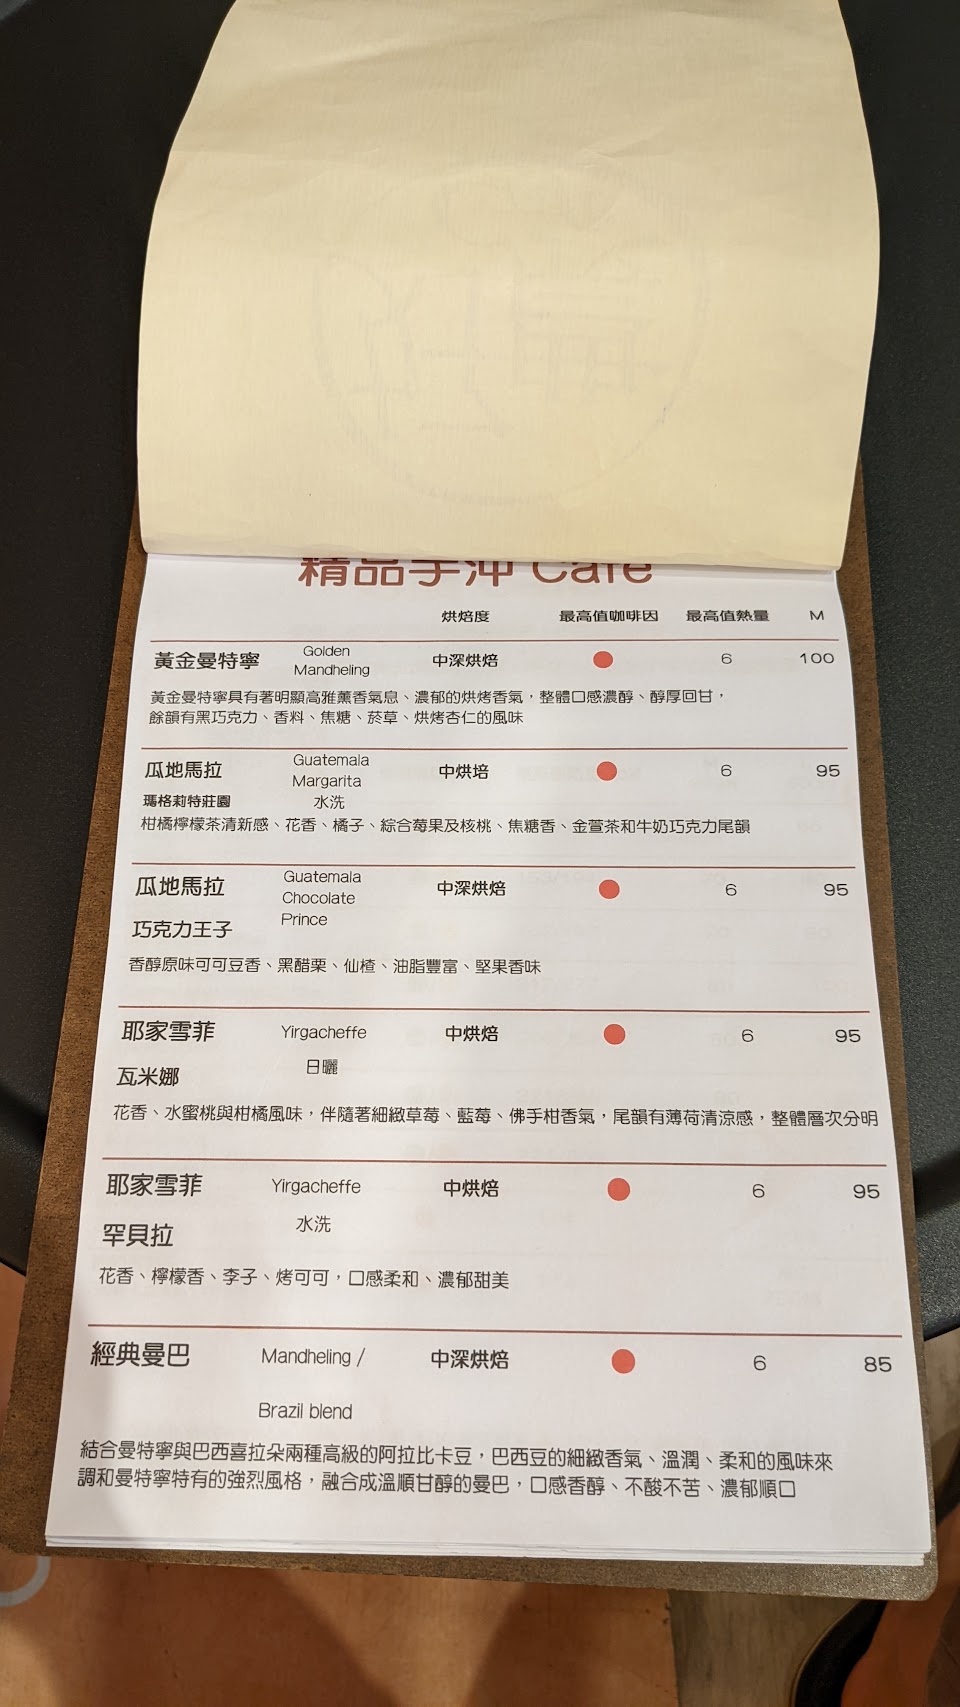 精品手沖 Cafe
烘焙度 最高值咖啡因 最高值熱量 M
黃金曼特寧 Golden Mandheling 中深烘焙 6 100
黃金曼特寧具有著明顯高雅薰香氣息、濃郁的烘烤香氣，整體口感濃醇、醇厚回甘，
餘韻有黑巧克力、香料、焦糖、菸草、烘烤杏仁的風味
瓜地馬拉 Guatemala Margarita 中烘培 6 95
瑪格莉特莊園 水洗
柑橘檸檬茶清新感、花香、橘子、綜合莓果及核桃、焦糖香、金萱茶和牛奶巧克力尾韻
瓜地馬拉 Guatemala Chocolate Prince 中深烘焙 6 95
巧克力王子
香醇原味可可豆香、黑醋栗、仙楂、油脂豐富、堅果香味
耶家雪菲 Yirgacheffe 中烘焙 6 95
瓦米娜 日曬
花香、水蜜桃與柑橘風味，伴隨著細緻草莓、藍莓、佛手柑香氣，尾韻有薄荷清涼感，整體層次分明
耶家雪菲 Yirgacheffe 中烘焙 6 95
罕貝拉 水洗
花香、檸檬香、李子、烤可可，口感柔和、濃郁甜美
經典曼巴 Mandheling / 中深烘焙 6 85
Brazil blend
結合曼特寧與巴西喜拉朵兩種高級的阿拉比卡豆，巴西豆的細緻香氣、溫潤、柔和的風味來
調和曼特寧特有的強烈風格，融合成溫順甘醇的曼巴，口感香醇、不酸不苦、濃郁順口